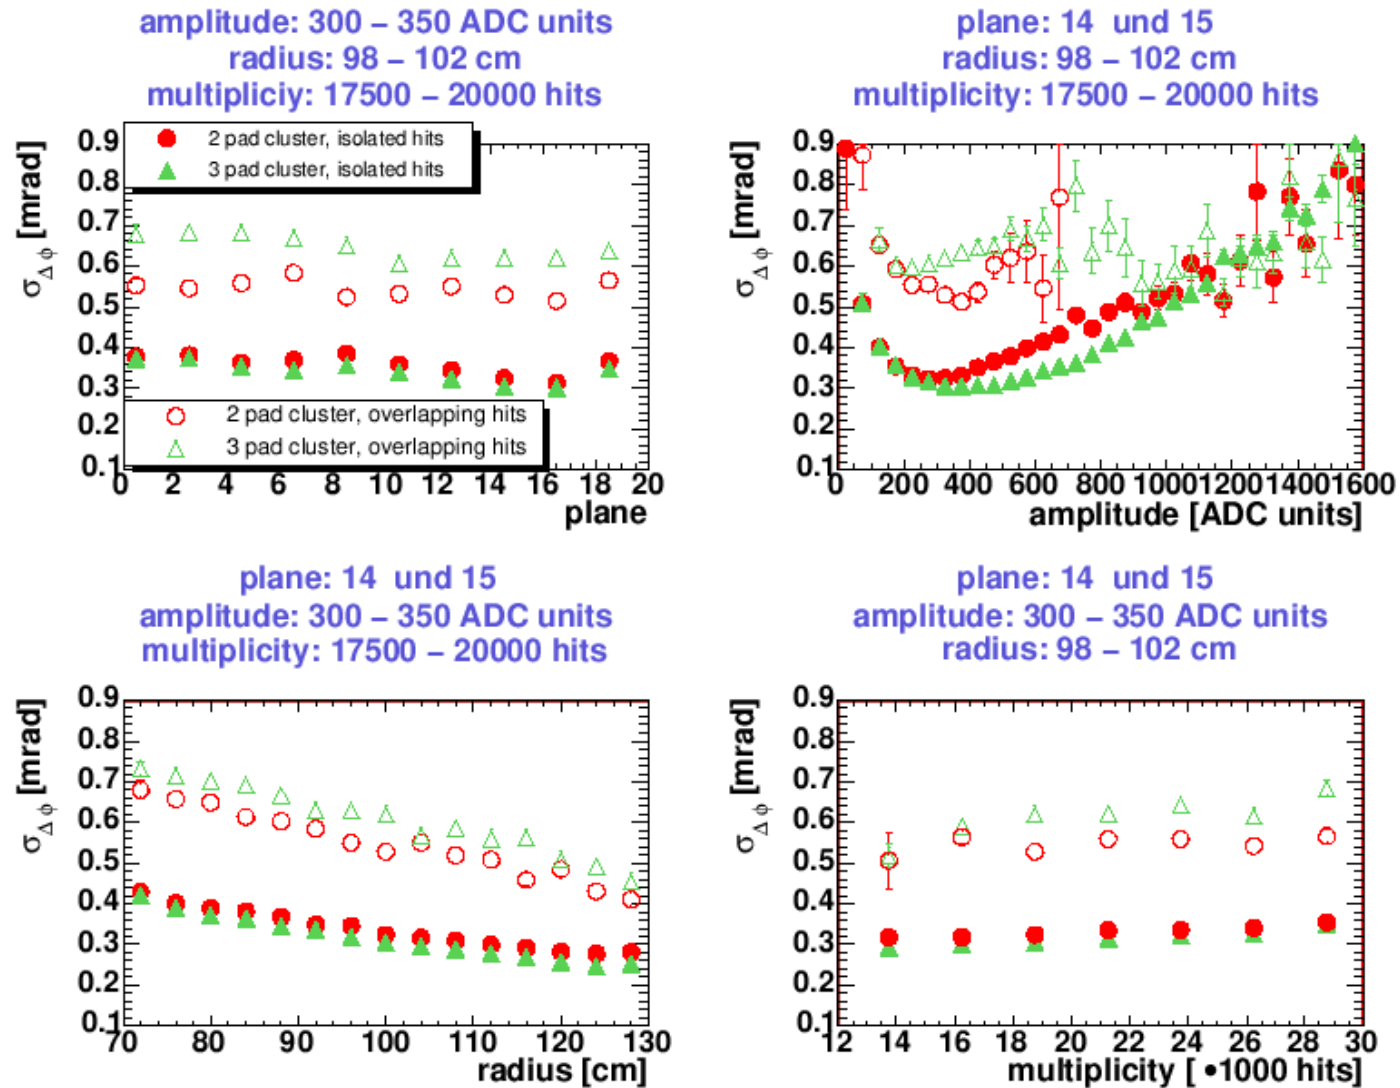 amplitude: 300 – 350 ADC units
radius: 98 – 102 cm
multipliciy: 17500 – 20000 hits
2 pad cluster, isolated hits
3 pad cluster, isolated hits
2 pad cluster, overlapping hits
3 pad cluster, overlapping hits
σΔϕ [mrad]
0.9
0.8
0.7
0.6
0.5
0.4
0.3
0.2
0.1
0 2 4 6 8 10 12 14 16 18 20
plane
plane: 14 und 15
radius: 98 – 102 cm
multiplicity: 17500 – 20000 hits
σΔϕ [mrad]
0.9
0.8
0.7
0.6
0.5
0.4
0.3
0.2
0.1
0 200 400 600 800 1000 1200 1400 1600
amplitude [ADC units]
plane: 14 und 15
amplitude: 300 – 350 ADC units
multiplicity: 17500 – 20000 hits
σΔϕ [mrad]
0.9
0.8
0.7
0.6
0.5
0.4
0.3
0.2
0.1
70 80 90 100 110 120 130
radius [cm]
plane: 14 und 15
amplitude: 300 – 350 ADC units
radius: 98 – 102 cm
σΔϕ [mrad]
0.9
0.8
0.7
0.6
0.5
0.4
0.3
0.2
0.1
12 14 16 18 20 22 24 26 28 30
multiplicity [ •1000 hits]